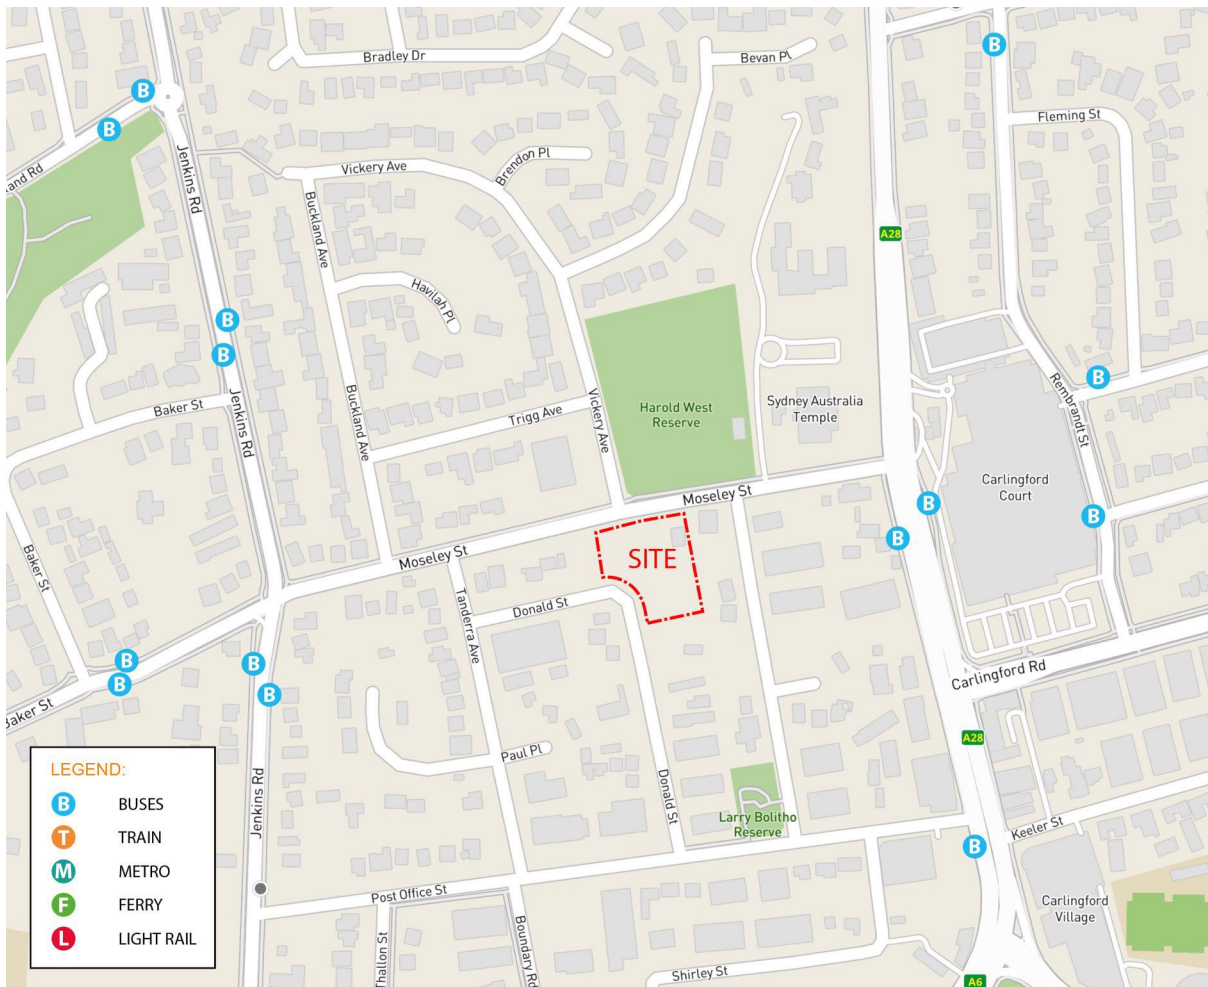 B
Bradley Dr
Bevan Pl
B
B
Fleming St
Jenkins Rd
Vickery Ave
Brendon Pl
land Rd
Buckland Ave
A28
Havilah Pl
B
B
B
Baker St
Jenkins Rd
Buckland Ave
Trigg Ave
Vickery Ave
Harold West
Reserve
Sydney Australia
Temple
Rembrandt St
Carlingford
Court
Moseley St
B
B
B
Baker St
Moseley St
SITE
Tanderra Ave
Donald St
B
B
B
B
Carlingford Rd
Baker St
A28
Paul Pl
Jenkins Rd
Donald St
Larry Bolitho
Reserve
Keeler St
B
Post Office St
Carlingford
Village
Thallon St
Boundary Rd
Shirley St
A6
LEGEND:
B BUSES
T TRAIN
M METRO
F FERRY
L LIGHT RAIL